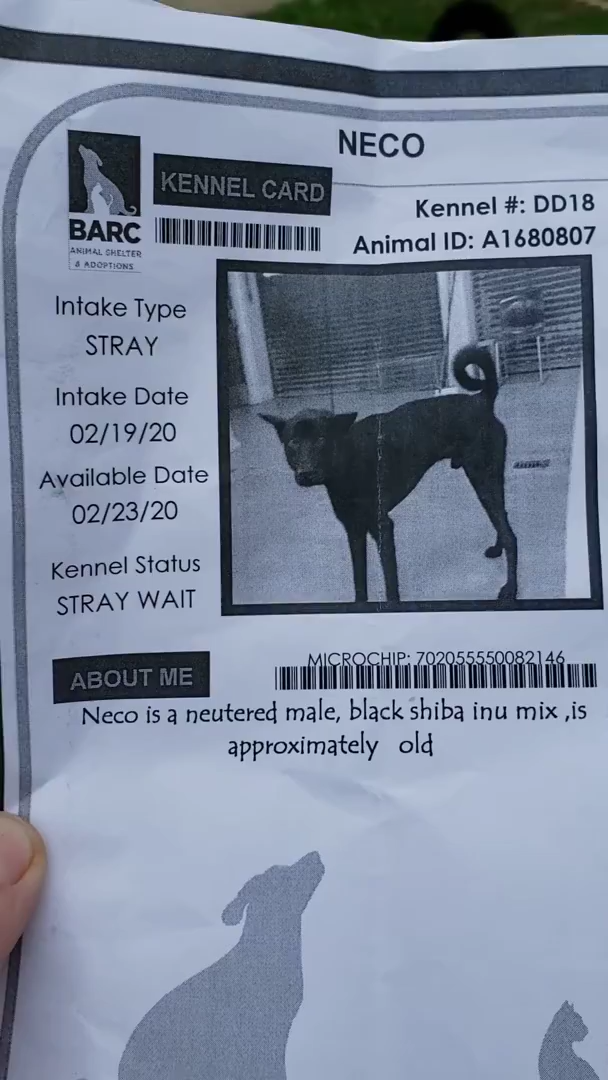 NECO
KENNEL CARD
BARC
ANIMAL SHELTER
& ADOPTIONS
Kennel #: DD18
Animal ID: A1680807
Intake Type
STRAY
Intake Date
02/19/20
Available Date
02/23/20
Kennel Status
STRAY WAIT
MICROCHIP: 702055550082146
ABOUT ME
Neco is a neutered male, black shiba inu mix ,is
approximately old